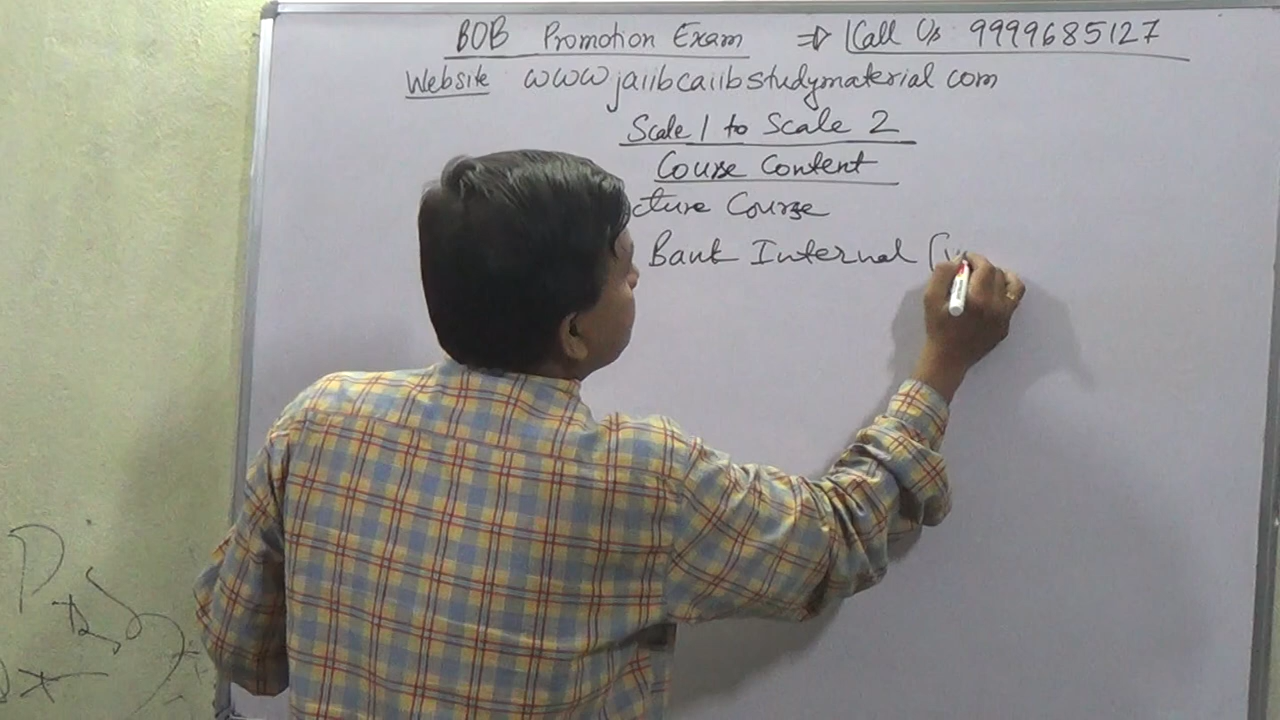 BOB Promotion Exam ⇒ Call Us 9999685127
Website www jaiibcaiibstudymaterial com
Scale 1 to Scale 2
Course Content
cture Course
Bank Internal